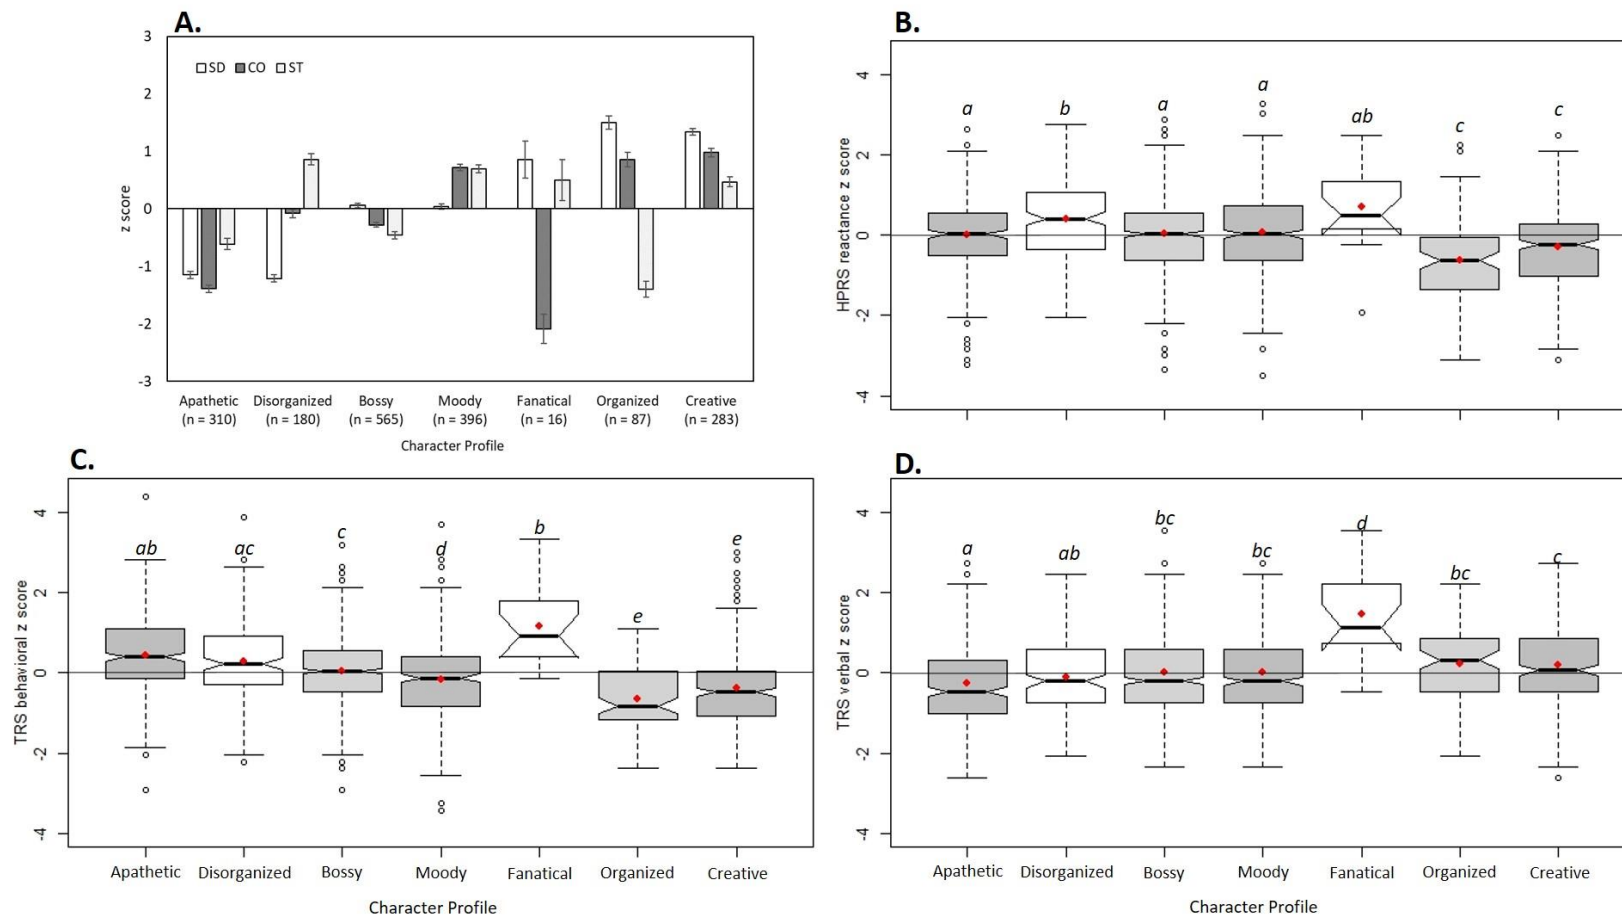 A.
3
2
1
0
-1
-2
-3
z score
SD CO ST
Apathetic Disorganized Bossy Moody Fanatical Organized Creative
(n = 310) (n = 180) (n = 565) (n = 396) (n = 16) (n = 87) (n = 283)
Character Profile
B.
4
2
0
-2
-4
HPRS reactance z score
a b a a ab c c
C.
4
2
0
-2
-4
TRS behavioral z score
ab ac c d b e e
Apathetic Disorganized Bossy Moody Fanatical Organized Creative
Character Profile
D.
4
2
0
-2
-4
TRS verbal z score
a ab bc bc d bc c
Apathetic Disorganized Bossy Moody Fanatical Organized Creative
Character Profile